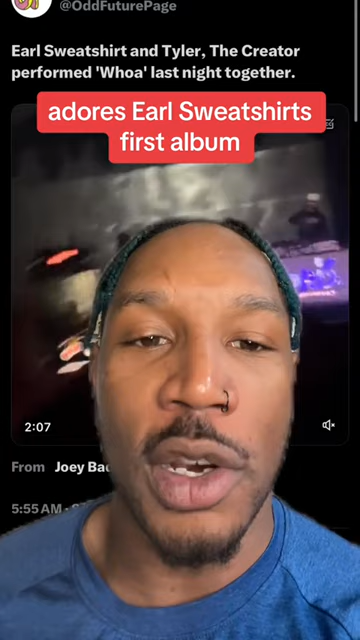 @OddFuturePage
Earl Sweatshirt and Tyler, The Creator
performed 'Whoa' last night together.
adores Earl Sweatshirts
first album
2:07
From Joey
5:55 AM